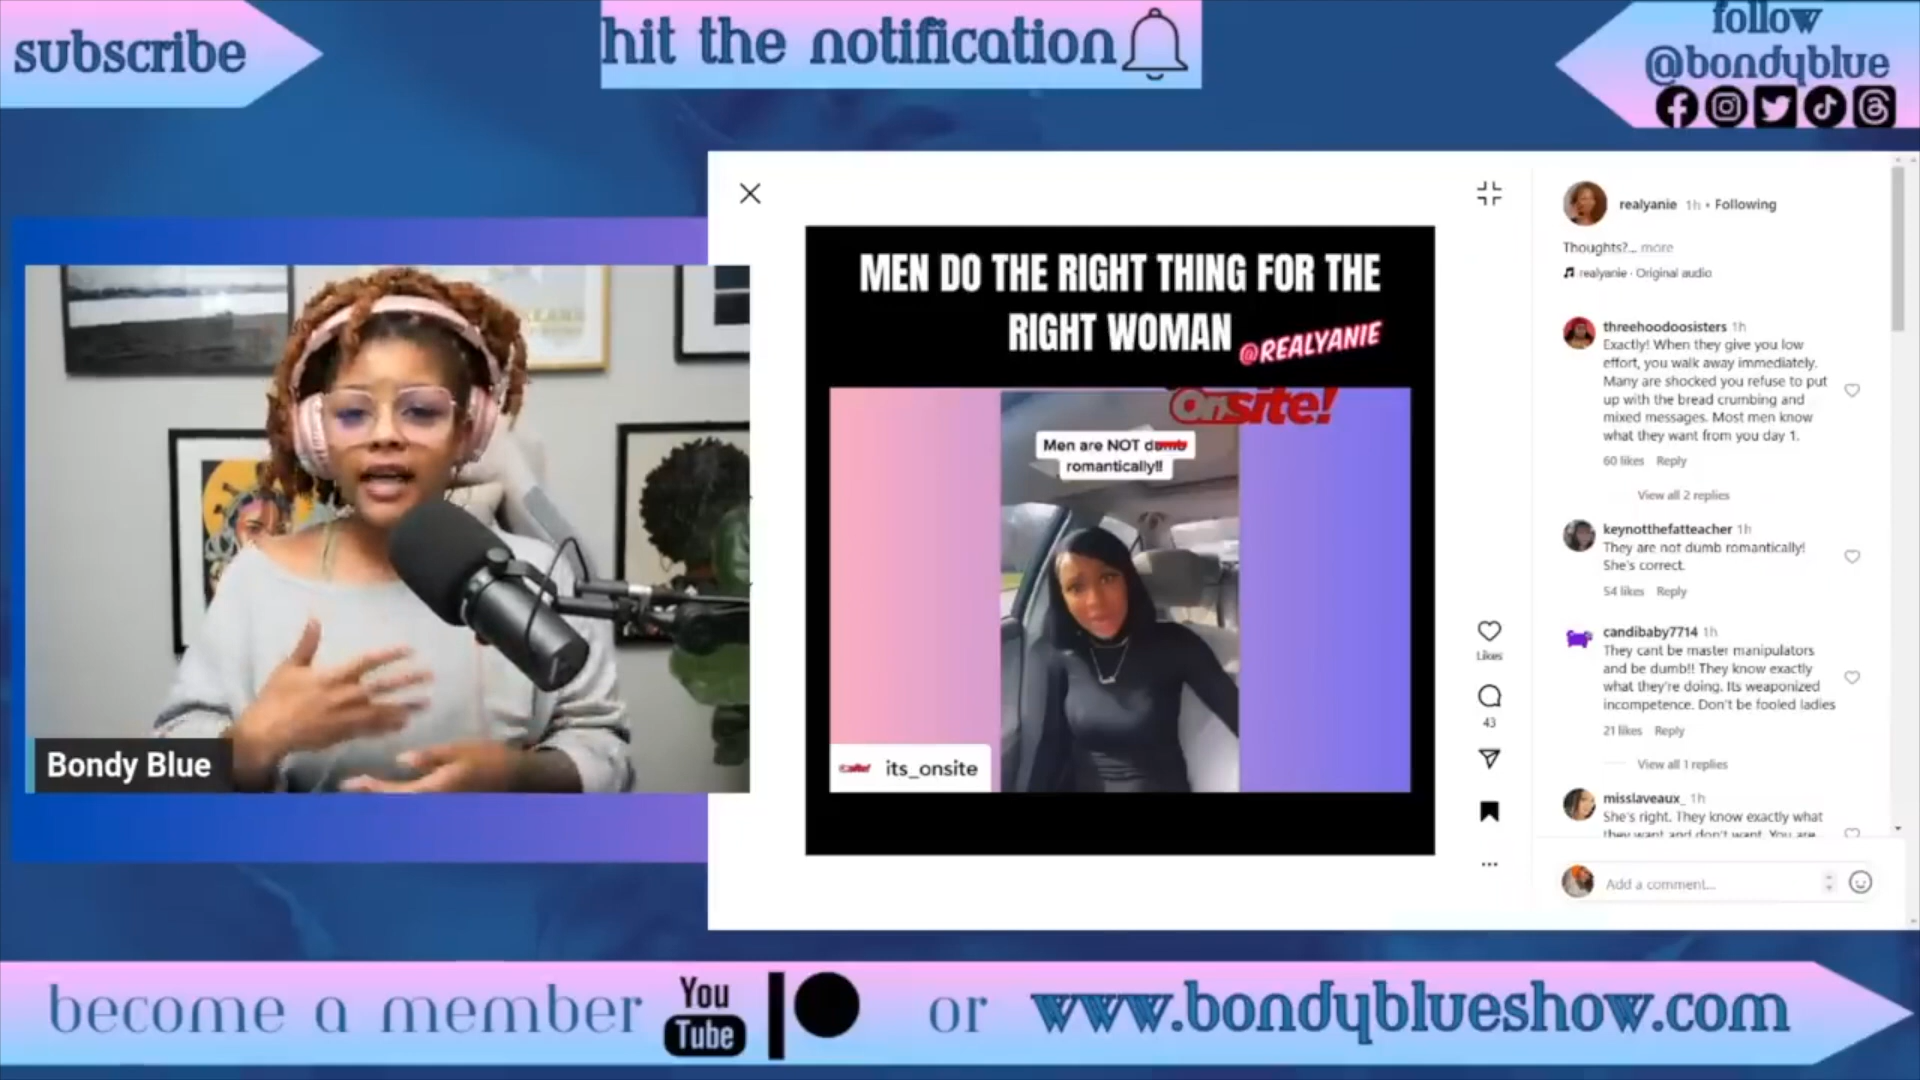 subscribe
hit the notification
follow
@bondyblue
realyanie 1h • Following
Thoughts?... more
realyanie · Original audio
MEN DO THE RIGHT THING FOR THE
RIGHT WOMAN
@REALYANIE
OnSite!
Men are NOT dumb
romantically!!
its_onsite
Bondy Blue
Likes
43
threehoodoosisters 1h
Exactly! When they give you low
effort, you walk away immediately.
Many are shocked you refuse to put
up with the bread crumbing and
mixed messages. Most men know
what they want from you day 1.
60 likes Reply
View all 2 replies
keynotthefatteacher 1h
They are not dumb romantically!
She's correct.
54 likes Reply
candibaby7714 1h
They cant be master manipulators
and be dumb!! They know exactly
what they're doing. Its weaponized
incompetence. Don't be fooled ladies
21 likes Reply
View all 1 replies
misslaveaux_ 1h
She's right. They know exactly what
they want and don't want. You are
Add a comment...
become a member
You
Tube
or
www.bondyblueshow.com